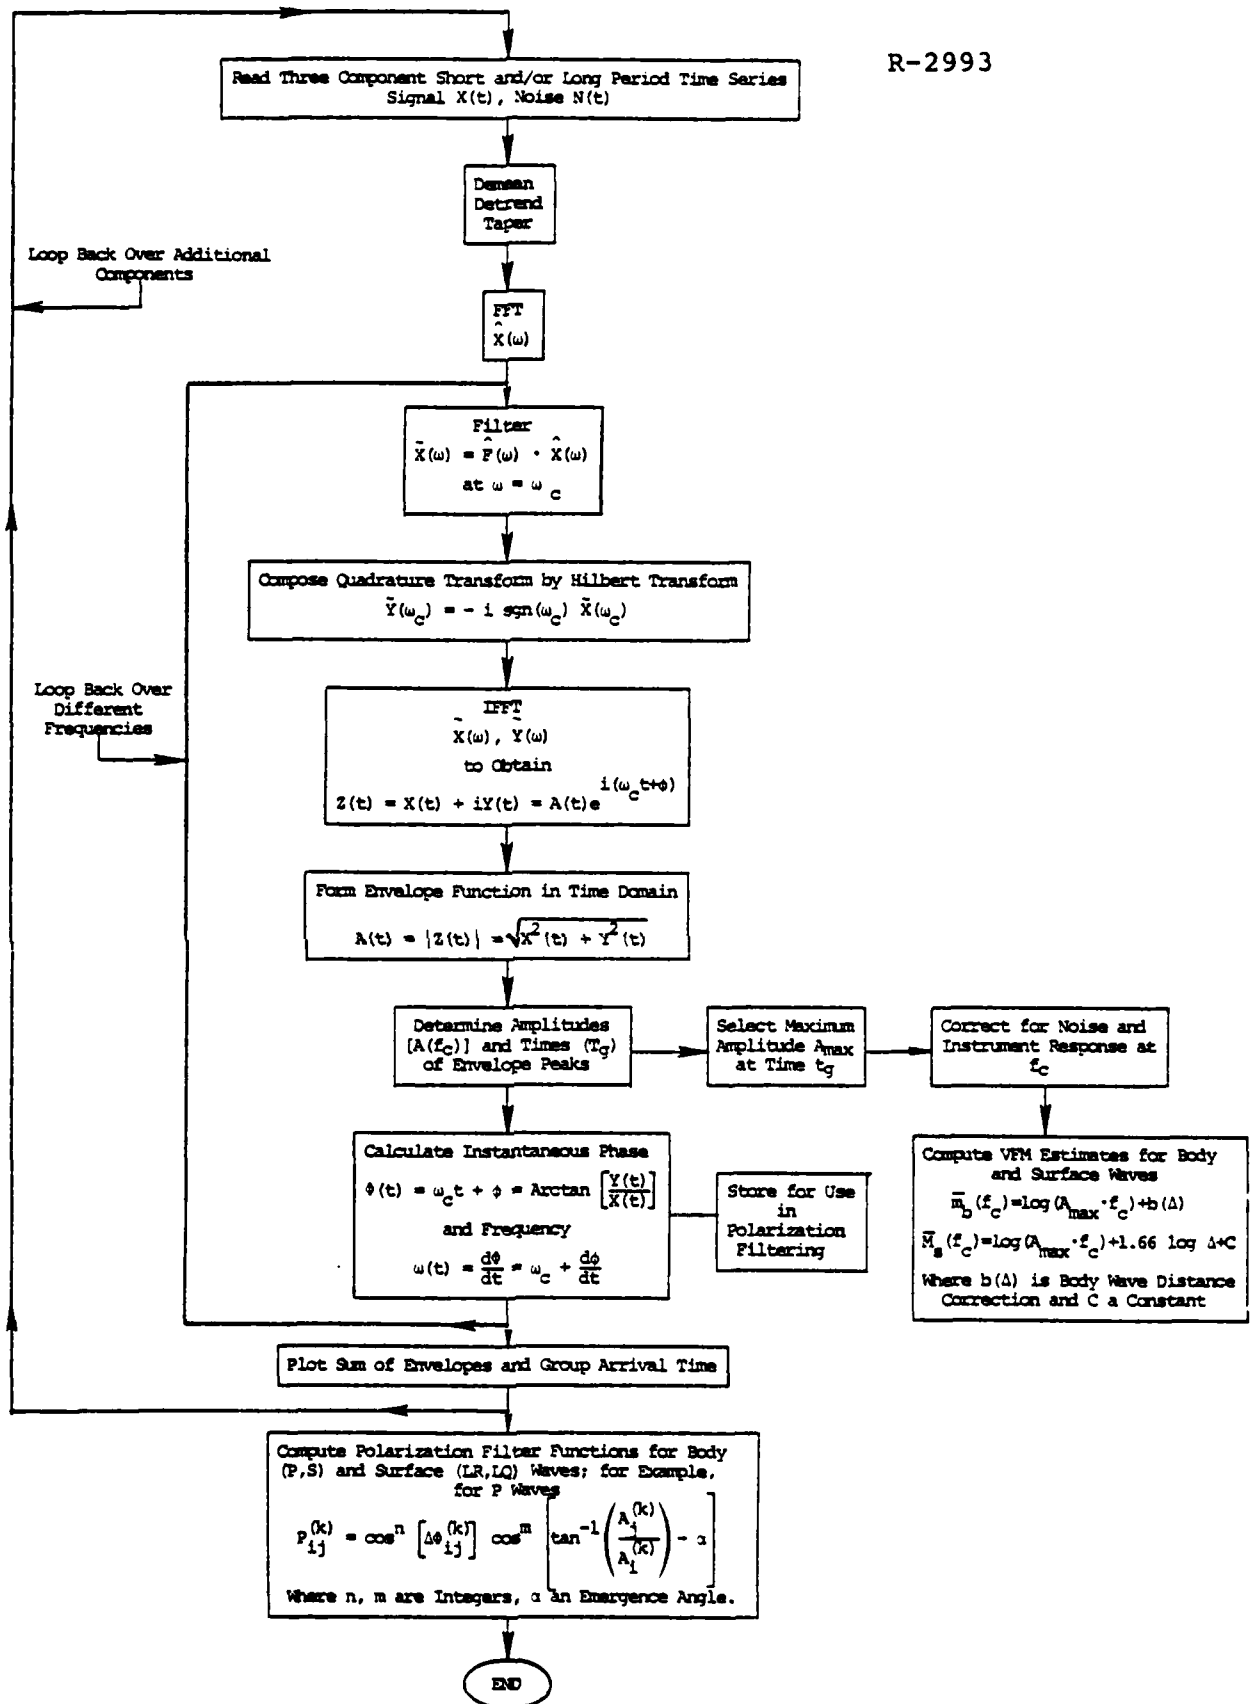 R-2993
Read Three Component Short and/or Long Period Time Series
Signal X(t), Noise N(t)
Demean
Detrend
Taper
Loop Back Over Additional
Components
FFT
X̂(ω)
Filter
X̃(ω) = F̂(ω) · X̂(ω)
at ω = ω_c
Compose Quadrature Transform by Hilbert Transform
Ỹ(ω_c) = - i sgn(ω_c) X̃(ω_c)
Loop Back Over
Different
Frequencies
IFFT
X̃(ω), Ỹ(ω)
to Obtain
Z(t) = X(t) + iY(t) = A(t)e^{i(ω_c t+φ)}
Form Envelope Function in Time Domain
A(t) = |Z(t)| = √(X²(t) + Y²(t))
Determine Amplitudes
[A(f_c)] and Times (T_g)
of Envelope Peaks
Select Maximum
Amplitude A_max
at Time t_g
Correct for Noise and
Instrument Response at
f_c
Calculate Instantaneous Phase
Φ(t) = ω_c t + φ = Arctan [Y(t)/X(t)]
and Frequency
ω(t) = dΦ/dt = ω_c + dφ/dt
Store for Use
in
Polarization
Filtering
Compute VFM Estimates for Body
and Surface Waves
m̄_b(f_c)=log(A_max·f_c)+b(Δ)
M̄_s(f_c)=log(A_max·f_c)+1.66 log Δ+C
Where b(Δ) is Body Wave Distance
Correction and C a Constant
Plot Sum of Envelopes and Group Arrival Time
Compute Polarization Filter Functions for Body
(P,S) and Surface (LR,LQ) Waves; for Example,
for P Waves
P_ij^(k) = cos^n [ΔΦ_ij^(k)] cos^m [tan^-1 (A_j^(k)/A_i^(k)) - α]
Where n, m are Integers, α an Emergence Angle.
END